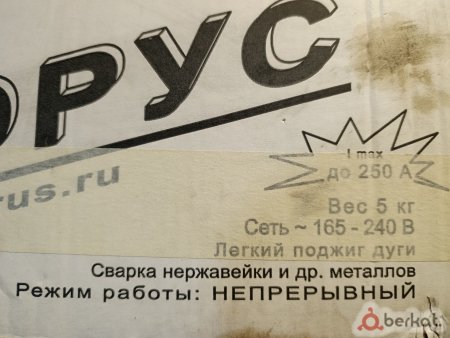 ОРУС
rus.ru
I max
до 250 А
Вес 5 кг
Сеть ~ 165 - 240 В
Легкий поджиг дуги
Сварка нержавейки и др. металлов
Режим работы: НЕПРЕРЫВНЫЙ
berkat